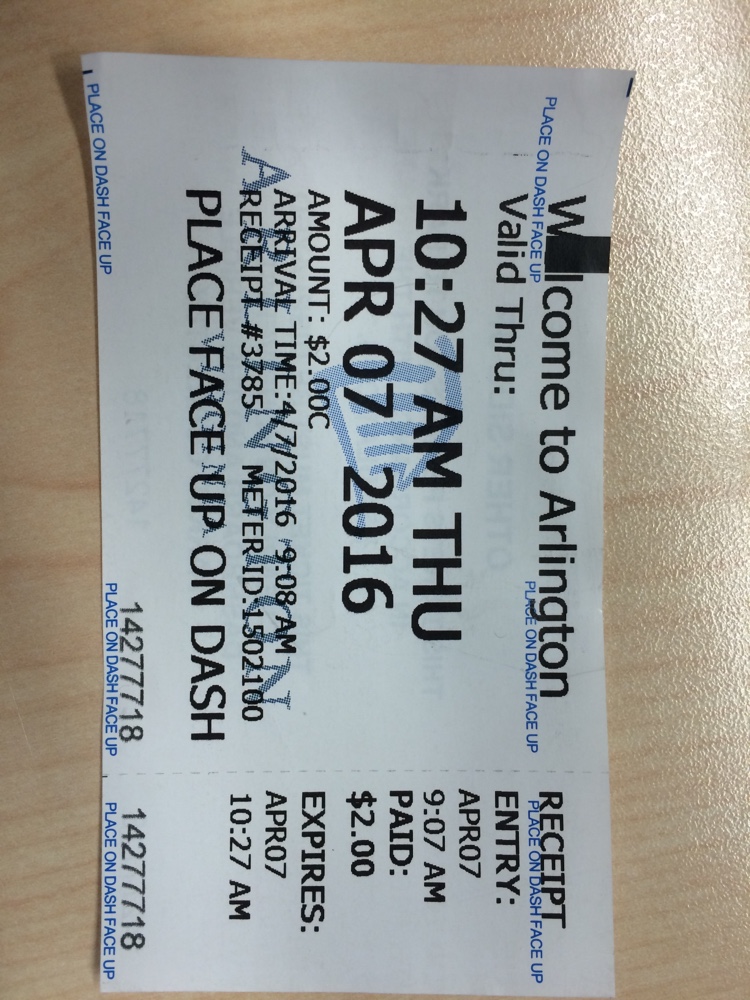 PLACE ON DASH FACE UP PLACE ON DASH FACE UP
W lcome to Arlington
Valid Thru:
10:27 AM THU
APR 07 2016
AMOUNT: $2.00C
ARRIVAL TIME:4/7/2016 9:08 AM
RECEIPT #3785 METER ID:1502100
ARLINGTON
VIRGINIA
PLACE FACE UP ON DASH
14277718
PLACE ON DASH FACE UP PLACE ON DASH FACE UP
RECEIPT
PLACE ON DASH FACE UP
ENTRY:
APR07
9:07 AM
PAID:
$2.00
EXPIRES:
APR07
10:27 AM
14277718
PLACE ON DASH FACE UP